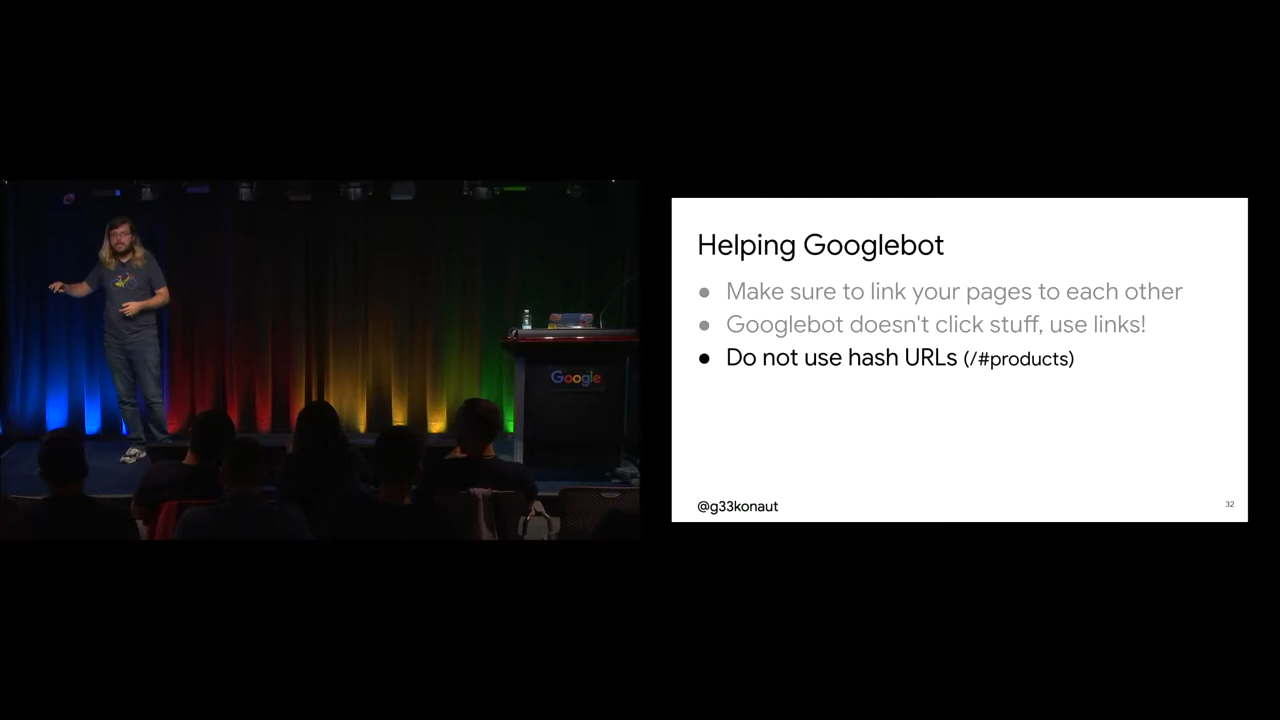 Google
Helping Googlebot
● Make sure to link your pages to each other
● Googlebot doesn't click stuff, use links!
● Do not use hash URLs (/#products)
@g33konaut
32